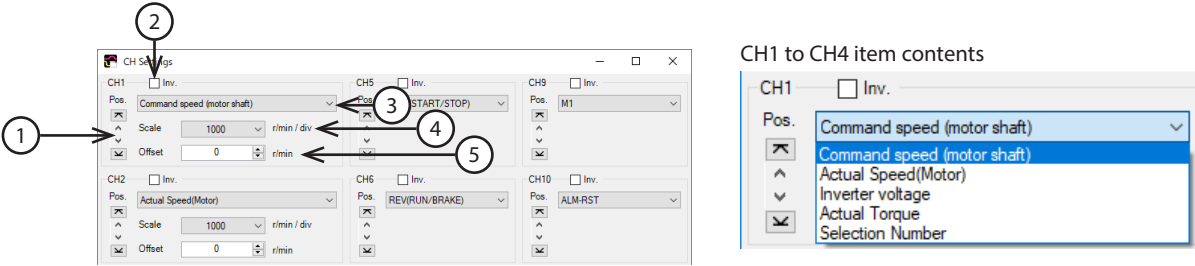 2
CH Settings
CH1 Inv.
Pos. Command speed (motor shaft)
Scale 1000 r/min / div
Offset 0 r/min
CH5 Inv.
START/STOP)
CH9 Inv.
Pos. M1
1
3
4
5
CH2 Inv.
Pos. Actual Speed(Motor)
Scale 1000 r/min / div
Offset 0 r/min
CH6 Inv.
Pos. REV(RUN/BRAKE)
CH10 Inv.
Pos. ALM-RST
CH1 to CH4 item contents
CH1 Inv.
Pos. Command speed (motor shaft)
Command speed (motor shaft)
Actual Speed(Motor)
Inverter voltage
Actual Torque
Selection Number